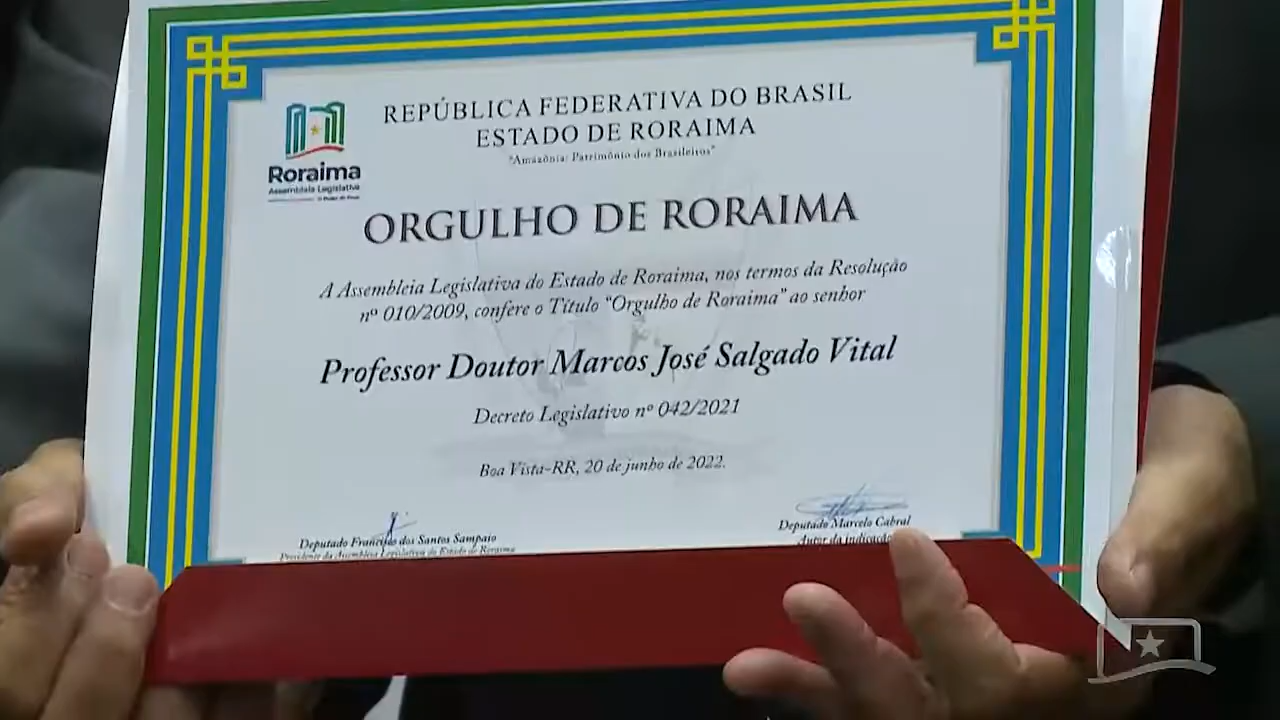 REPÚBLICA FEDERATIVA DO BRASIL
ESTADO DE RORAIMA
"Amazônia: Patrimônio dos Brasileiros"
Roraima
Assembleia Legislativa
ORGULHO DE RORAIMA
A Assembleia Legislativa do Estado de Roraima, nos termos da Resolução
nº 010/2009, confere o Título "Orgulho de Roraima" ao senhor
Professor Doutor Marcos José Salgado Vital
Decreto Legislativo nº 042/2021
Boa Vista-RR, 20 de junho de 2022.
Deputado Francisco dos Santos Sampaio
Presidente da Assembleia Legislativa do Estado de Roraima
Deputado Marcelo Cabral
Autor da indicação